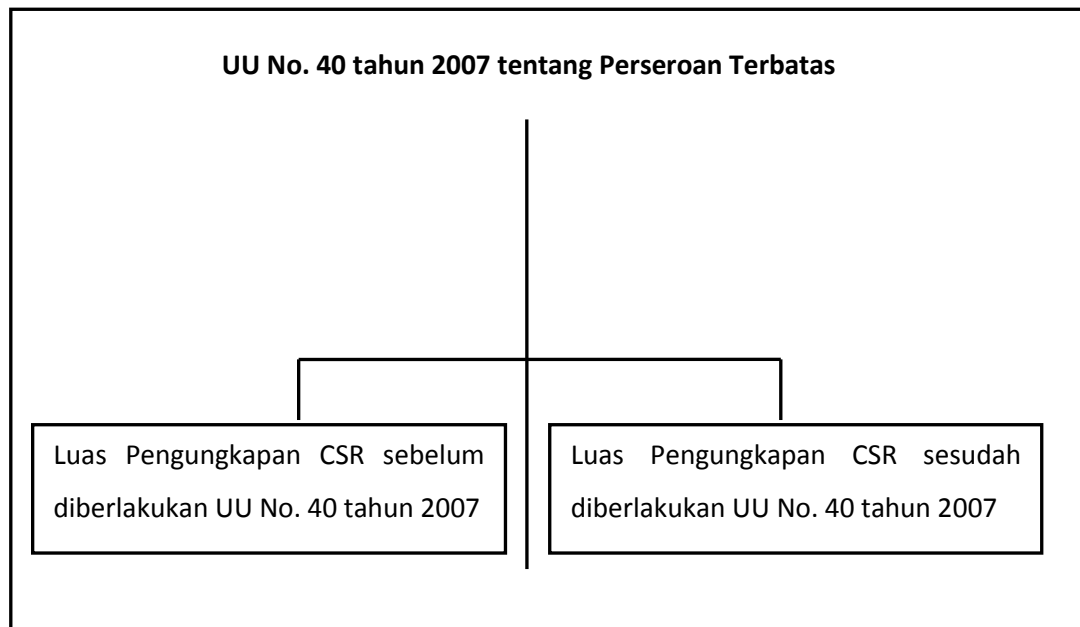 UU No. 40 tahun 2007 tentang Perseroan Terbatas
Luas Pengungkapan CSR sebelum
diberlakukan UU No. 40 tahun 2007
Luas Pengungkapan CSR sesudah
diberlakukan UU No. 40 tahun 2007